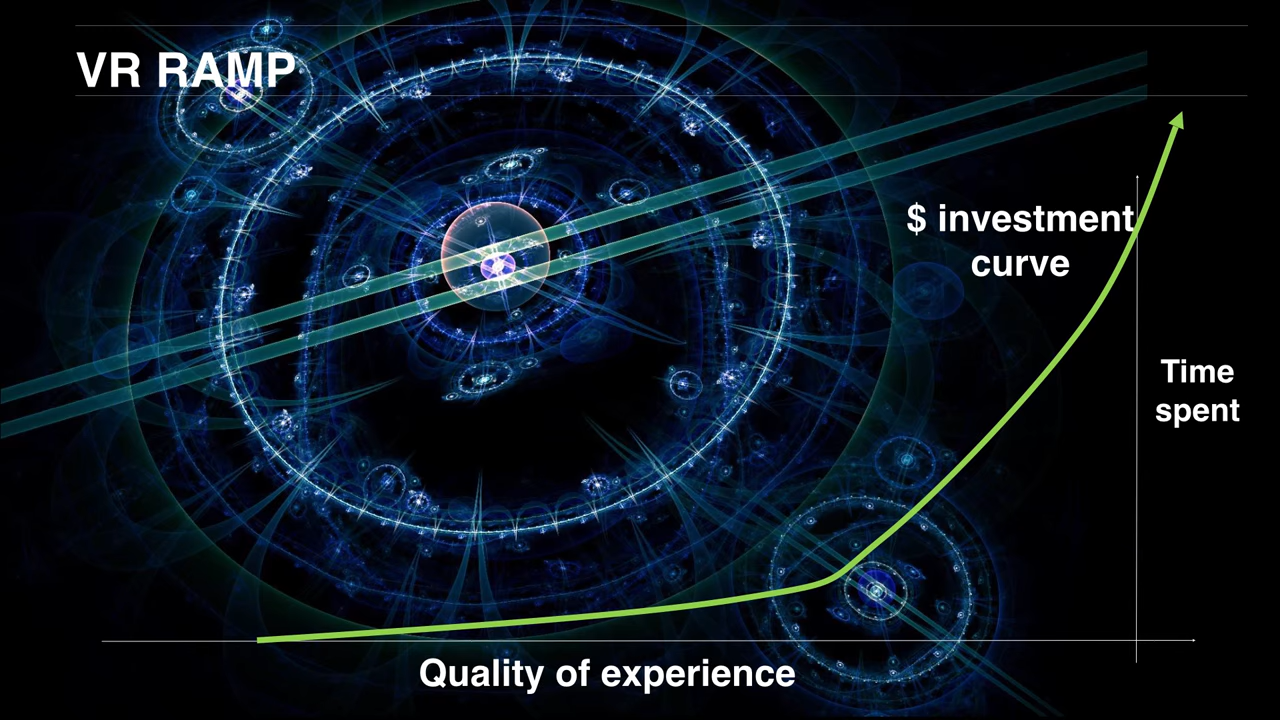 VR RAMP
$ investment
curve
Time
spent
Quality of experience